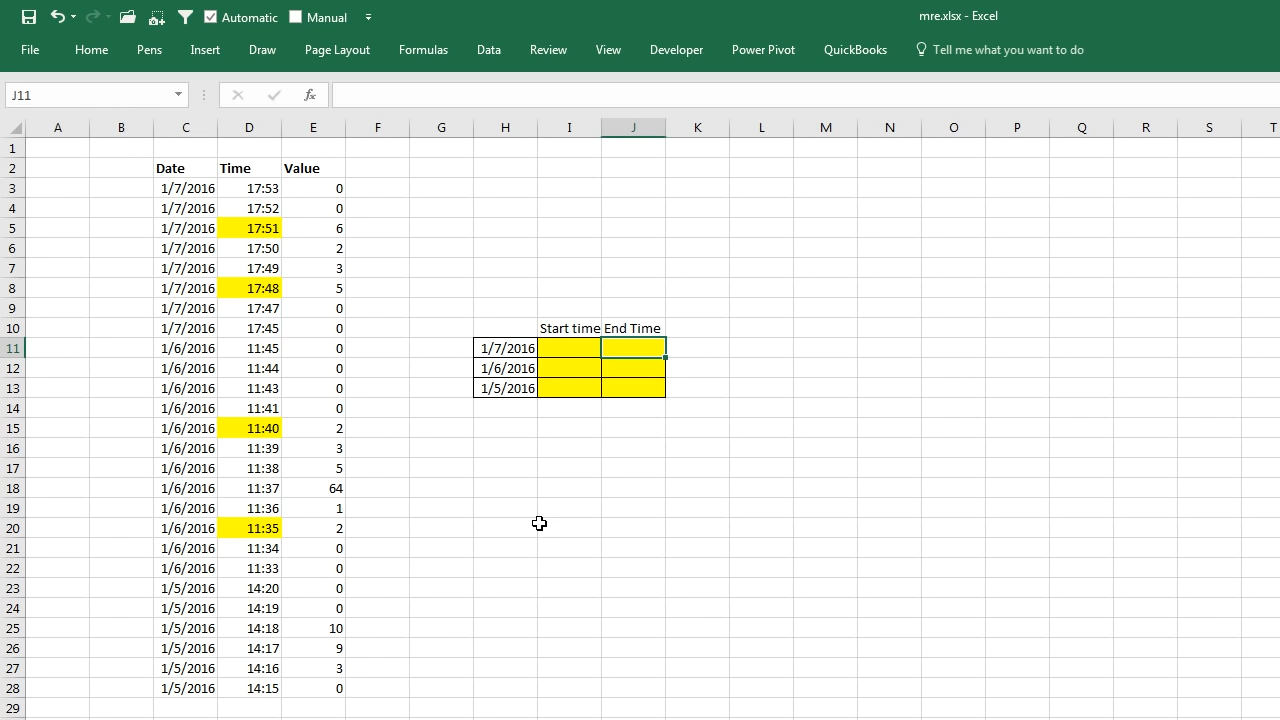 Automatic Manual mre.xlsx - Excel
File Home Pens Insert Draw Page Layout Formulas Data Review View Developer Power Pivot QuickBooks Tell me what you want to do
J11 fx
A B C D E F G H I J K L M N O P Q R S T
1
2 Date Time Value
3 1/7/2016 17:53 0
4 1/7/2016 17:52 0
5 1/7/2016 17:51 6
6 1/7/2016 17:50 2
7 1/7/2016 17:49 3
8 1/7/2016 17:48 5
9 1/7/2016 17:47 0
10 1/7/2016 17:45 0 Start time End Time
11 1/6/2016 11:45 0 1/7/2016
12 1/6/2016 11:44 0 1/6/2016
13 1/6/2016 11:43 0 1/5/2016
14 1/6/2016 11:41 0
15 1/6/2016 11:40 2
16 1/6/2016 11:39 3
17 1/6/2016 11:38 5
18 1/6/2016 11:37 64
19 1/6/2016 11:36 1
20 1/6/2016 11:35 2
21 1/6/2016 11:34 0
22 1/6/2016 11:33 0
23 1/5/2016 14:20 0
24 1/5/2016 14:19 0
25 1/5/2016 14:18 10
26 1/5/2016 14:17 9
27 1/5/2016 14:16 3
28 1/5/2016 14:15 0
29